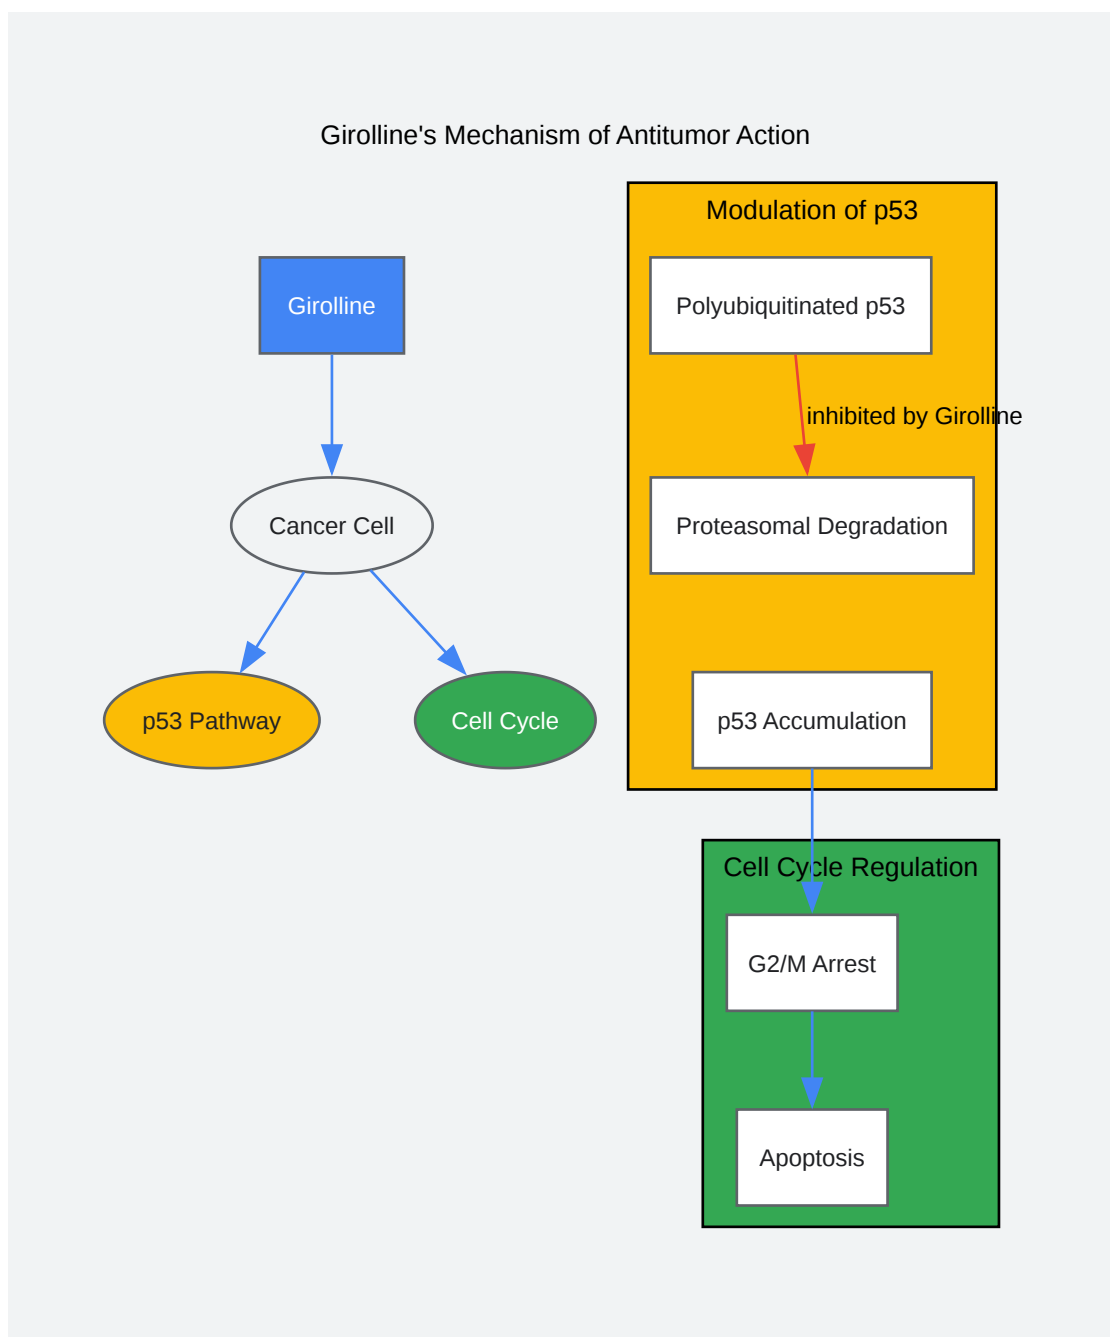 Girolline's Mechanism of Antitumor Action
Girolline
Cancer Cell
p53 Pathway
Cell Cycle
Modulation of p53
Polyubiquitinated p53
inhibited by Girolline
Proteasomal Degradation
p53 Accumulation
Cell Cycle Regulation
G2/M Arrest
Apoptosis